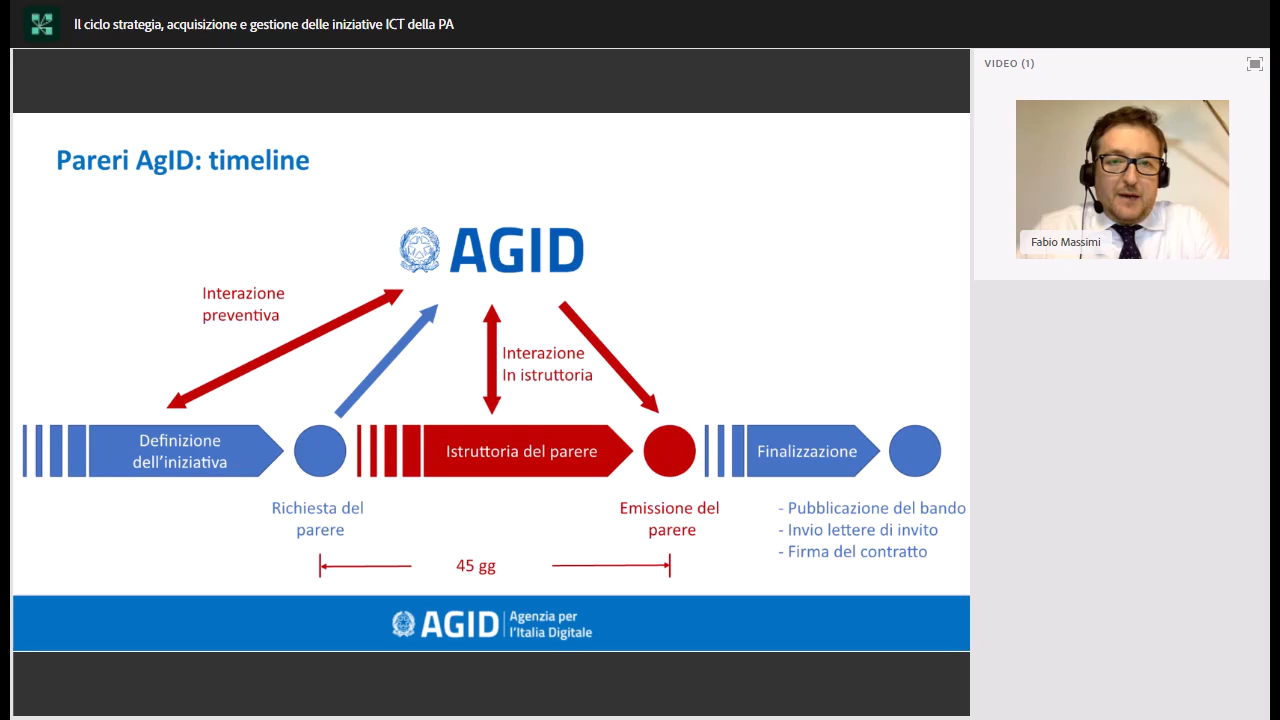 Il ciclo strategia, acquisizione e gestione delle iniziative ICT della PA
VIDEO (1)
Fabio Massimi
Pareri AgID: timeline
AGID
Interazione
preventiva
Interazione
In istruttoria
Definizione
dell'iniziativa
Istruttoria del parere
Finalizzazione
Richiesta del
parere
Emissione del
parere
- Pubblicazione del bando
- Invio lettere di invito
- Firma del contratto
45 gg
AGID
Agenzia per
l'Italia Digitale